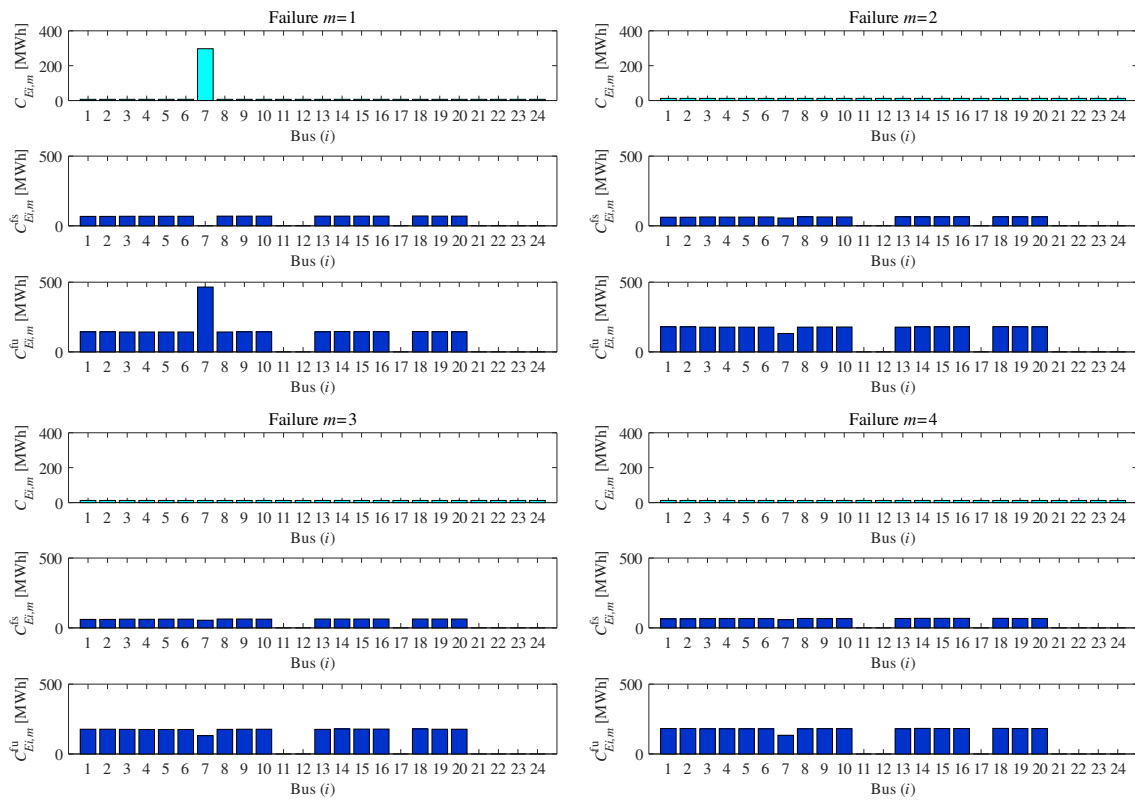 Failure m=1
C_{Ei,m} [MWh]
400
200
0
1 2 3 4 5 6 7 8 9 10 11 12 13 14 15 16 17 18 19 20 21 22 23 24
Bus (i)
C^{fs}_{Ei,m} [MWh]
500
0
1 2 3 4 5 6 7 8 9 10 11 12 13 14 15 16 17 18 19 20 21 22 23 24
Bus (i)
C^{fu}_{Ei,m} [MWh]
500
0
1 2 3 4 5 6 7 8 9 10 11 12 13 14 15 16 17 18 19 20 21 22 23 24
Bus (i)
Failure m=2
C_{Ei,m} [MWh]
400
200
0
1 2 3 4 5 6 7 8 9 10 11 12 13 14 15 16 17 18 19 20 21 22 23 24
Bus (i)
C^{fs}_{Ei,m} [MWh]
500
0
1 2 3 4 5 6 7 8 9 10 11 12 13 14 15 16 17 18 19 20 21 22 23 24
Bus (i)
C^{fu}_{Ei,m} [MWh]
500
0
1 2 3 4 5 6 7 8 9 10 11 12 13 14 15 16 17 18 19 20 21 22 23 24
Bus (i)
Failure m=3
C_{Ei,m} [MWh]
400
200
0
1 2 3 4 5 6 7 8 9 10 11 12 13 14 15 16 17 18 19 20 21 22 23 24
Bus (i)
C^{fs}_{Ei,m} [MWh]
500
0
1 2 3 4 5 6 7 8 9 10 11 12 13 14 15 16 17 18 19 20 21 22 23 24
Bus (i)
C^{fu}_{Ei,m} [MWh]
500
0
1 2 3 4 5 6 7 8 9 10 11 12 13 14 15 16 17 18 19 20 21 22 23 24
Bus (i)
Failure m=4
C_{Ei,m} [MWh]
400
200
0
1 2 3 4 5 6 7 8 9 10 11 12 13 14 15 16 17 18 19 20 21 22 23 24
Bus (i)
C^{fs}_{Ei,m} [MWh]
500
0
1 2 3 4 5 6 7 8 9 10 11 12 13 14 15 16 17 18 19 20 21 22 23 24
Bus (i)
C^{fu}_{Ei,m} [MWh]
500
0
1 2 3 4 5 6 7 8 9 10 11 12 13 14 15 16 17 18 19 20 21 22 23 24
Bus (i)